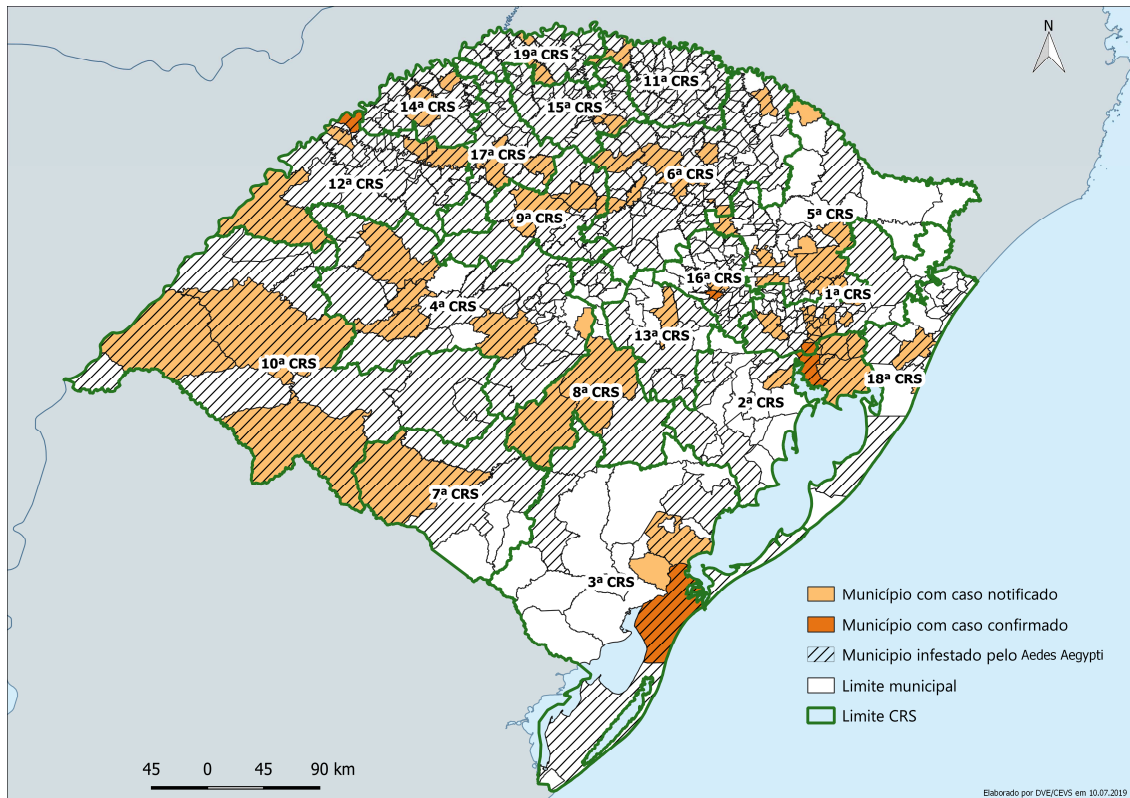 N
19ª CRS
11ª CRS
14ª CRS
15ª CRS
17ª CRS
6ª CRS
12ª CRS
9ª CRS
5ª CRS
16ª CRS
1ª CRS
4ª CRS
13ª CRS
10ª CRS
18ª CRS
8ª CRS
2ª CRS
7ª CRS
3ª CRS
Município com caso notificado
Município com caso confirmado
Municipio infestado pelo Aedes Aegypti
Limite municipal
Limite CRS
45 0 45 90 km
Elaborado por DVE/CEVS em 10.07.2019